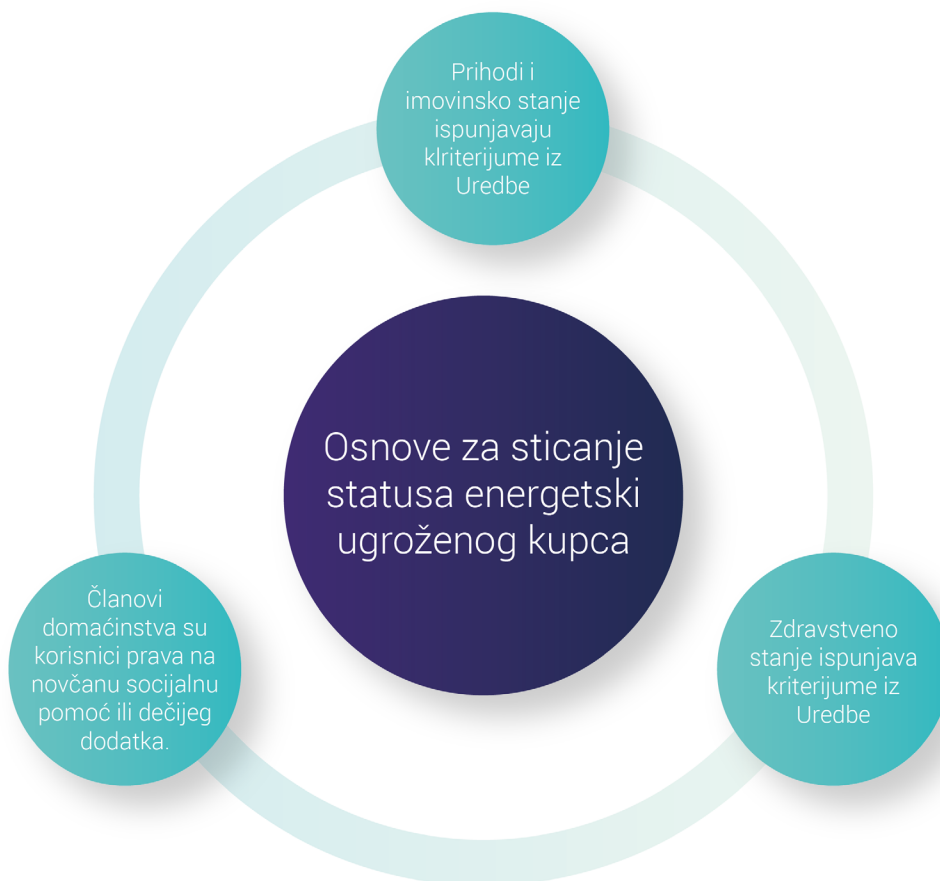 Prihodi i
imovinsko stanje
ispunjavaju
klriterijume iz
Uredbe
Osnove za sticanje
statusa energetski
ugroženog kupca
Članovi
domaćinstva su
korisnici prava na
novčanu socijalnu
pomoć ili dečijeg
dodatka.
Zdravstveno
stanje ispunjava
kriterijume iz
Uredbe